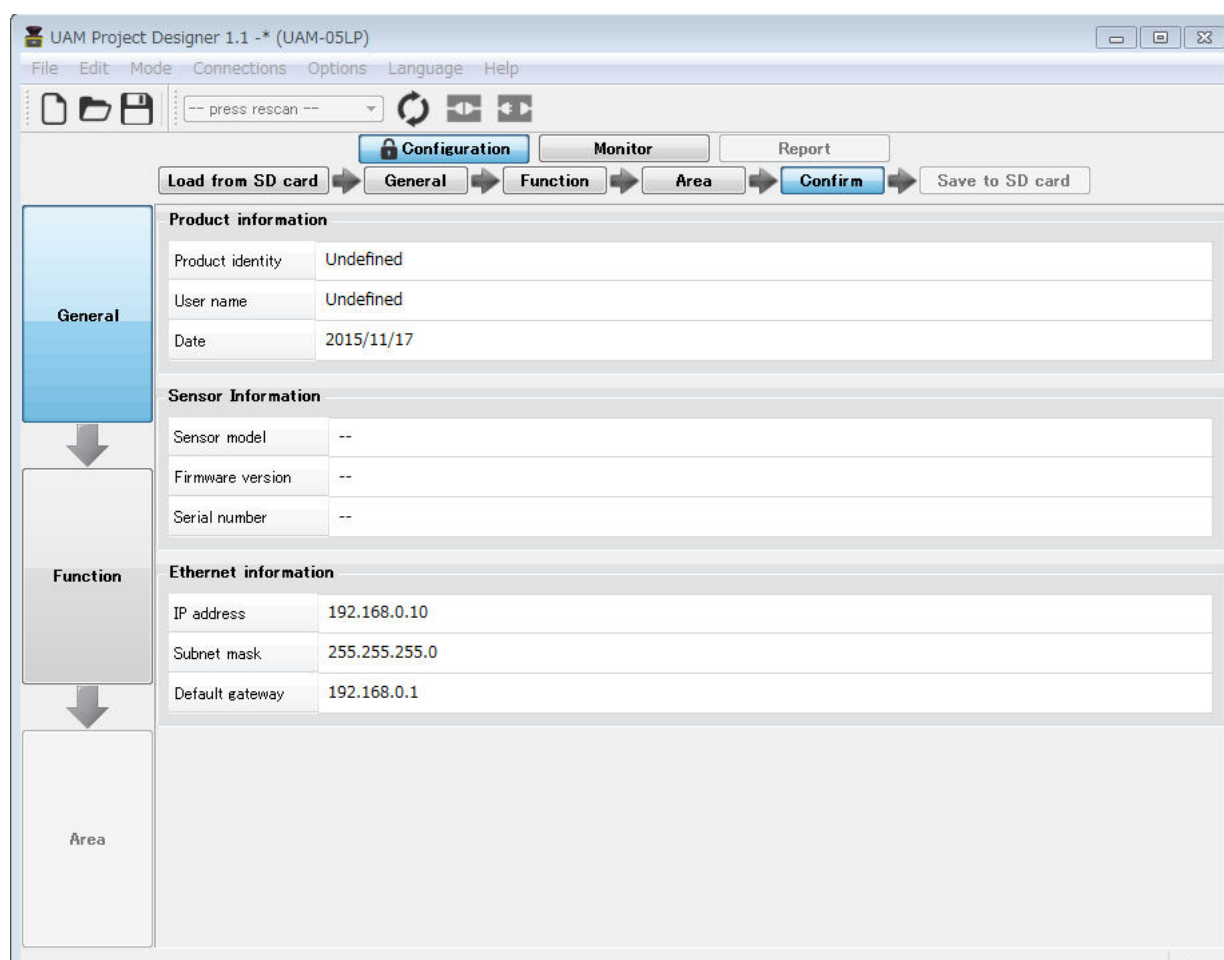 UAM Project Designer 1.1 -* (UAM-05LP)
File Edit Mode Connections Options Language Help
-- press rescan --
Configuration Monitor Report
Load from SD card General Function Area Confirm Save to SD card
General
Function
Area
Product information
Product identity Undefined
User name Undefined
Date 2015/11/17
Sensor Information
Sensor model --
Firmware version --
Serial number --
Ethernet information
IP address 192.168.0.10
Subnet mask 255.255.255.0
Default gateway 192.168.0.1